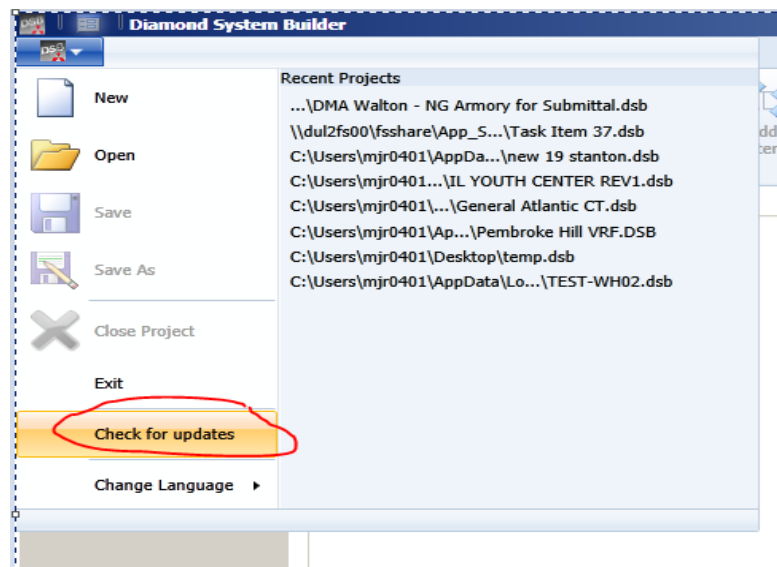 Diamond System Builder
DSB
New
Open
Save
Save As
Close Project
Exit
Check for updates
Change Language
Recent Projects
...\DMA Walton - NG Armory for Submittal.dsb
\\dul2fs00\fsshare\App_S...\Task Item 37.dsb
C:\Users\mjr0401\AppDa...\new 19 stanton.dsb
C:\Users\mjr0401...\IL YOUTH CENTER REV1.dsb
C:\Users\mjr0401\...\General Atlantic CT.dsb
C:\Users\mjr0401\Ap...\Pembroke Hill VRF.DSB
C:\Users\mjr0401\Desktop\temp.dsb
C:\Users\mjr0401\AppData\Lo...\TEST-WH02.dsb